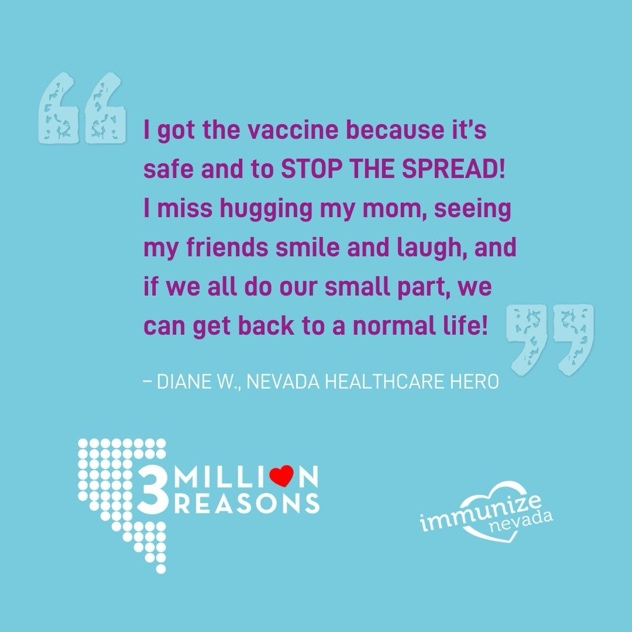 I got the vaccine because it's
safe and to STOP THE SPREAD!
I miss hugging my mom, seeing
my friends smile and laugh, and
if we all do our small part, we
can get back to a normal life!
– DIANE W., NEVADA HEALTHCARE HERO
3 MILLION
REASONS
immunize
nevada